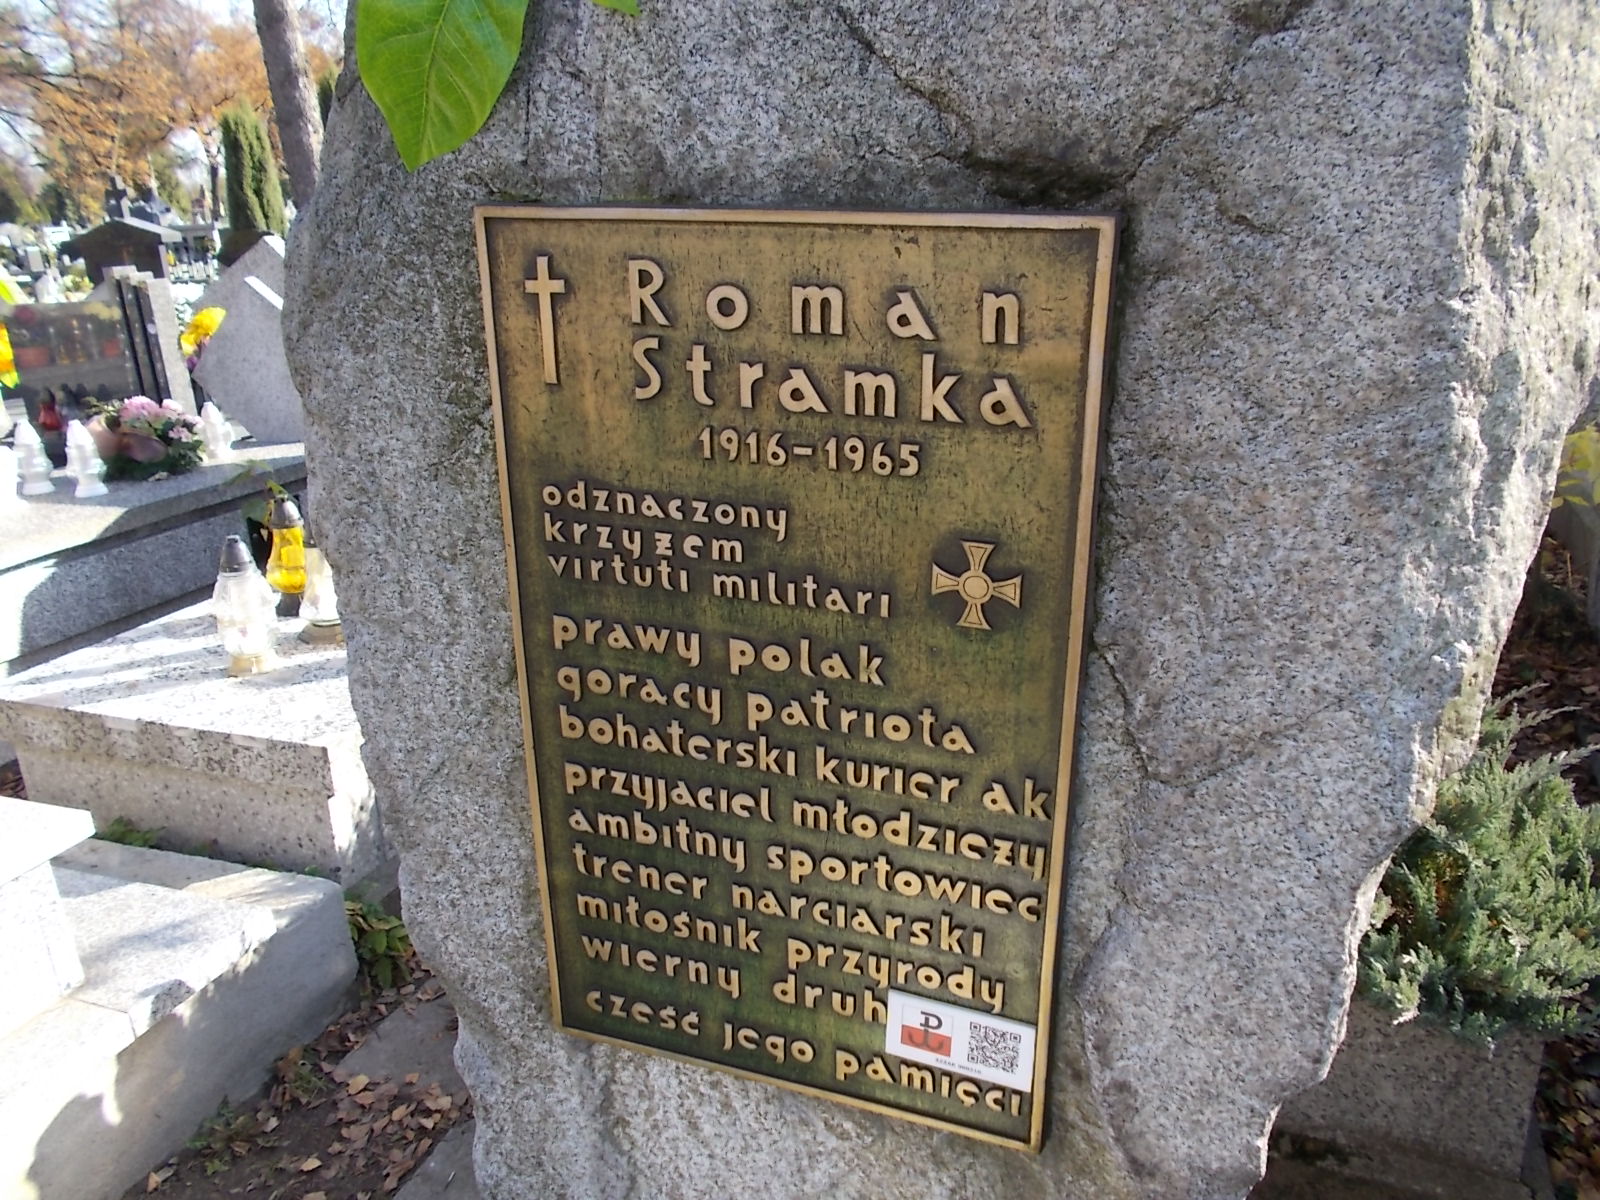 Roman
Stramka
1916-1965
odznaczony
krzyżem
virtuti militari
prawy polak
gorący patriota
bohaterski kurier ak
przyjaciel młodzieży
ambitny sportowiec
trener narciarski
miłośnik przyrody
wierny druh
cześć jego pamięci